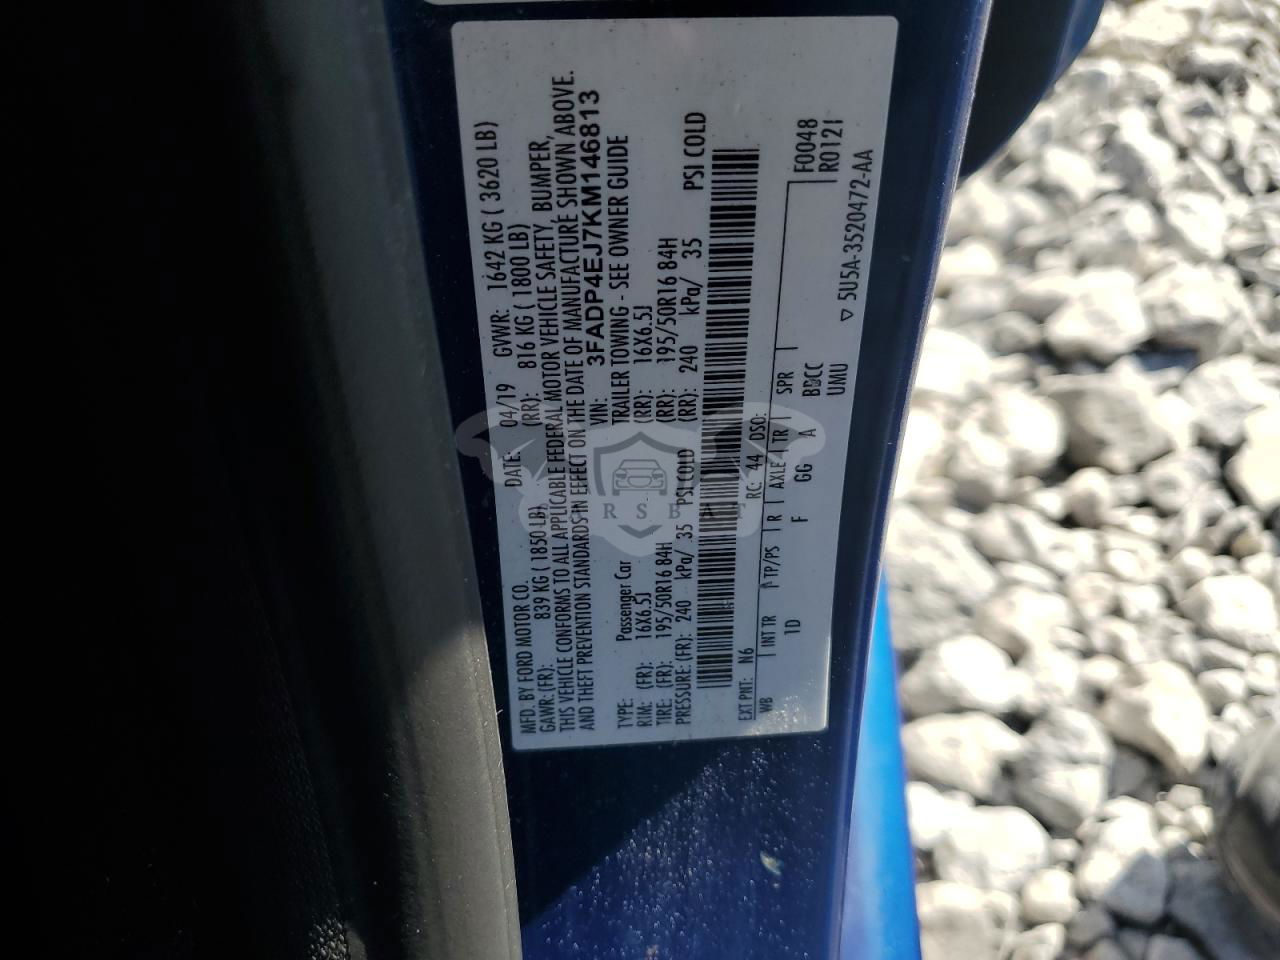 MFD. BY FORD MOTOR CO. DATE: 04/19 GVWR: 1642 KG ( 3620 LB)
GAWR: (FR): 839 KG ( 1850 LB) (RR): 816 KG ( 1800 LB)
THIS VEHICLE CONFORMS TO ALL APPLICABLE FEDERAL MOTOR VEHICLE SAFETY, BUMPER,
AND THEFT PREVENTION STANDARDS IN EFFECT ON THE DATE OF MANUFACTURE SHOWN ABOVE.
VIN: 3FADP4EJ7KM146813
TYPE: Passenger Car TRAILER TOWING - SEE OWNER GUIDE
RIM: (FR): 16X6.5J (RR): 16X6.5J
TIRE: (FR): 195/50R16 84H (RR): 195/50R16 84H
PRESSURE: (FR): 240 kPa/ 35 PSI COLD (RR): 240 kPa/ 35 PSI COLD
EXT PNT: N6 RC: 44 DSO: F0048
WB INT TR TP/PS R AXLE TR SPR R0121
1D F GG A BDCC
UMU
▽ 5U5A-3520472-AA
RSBAT